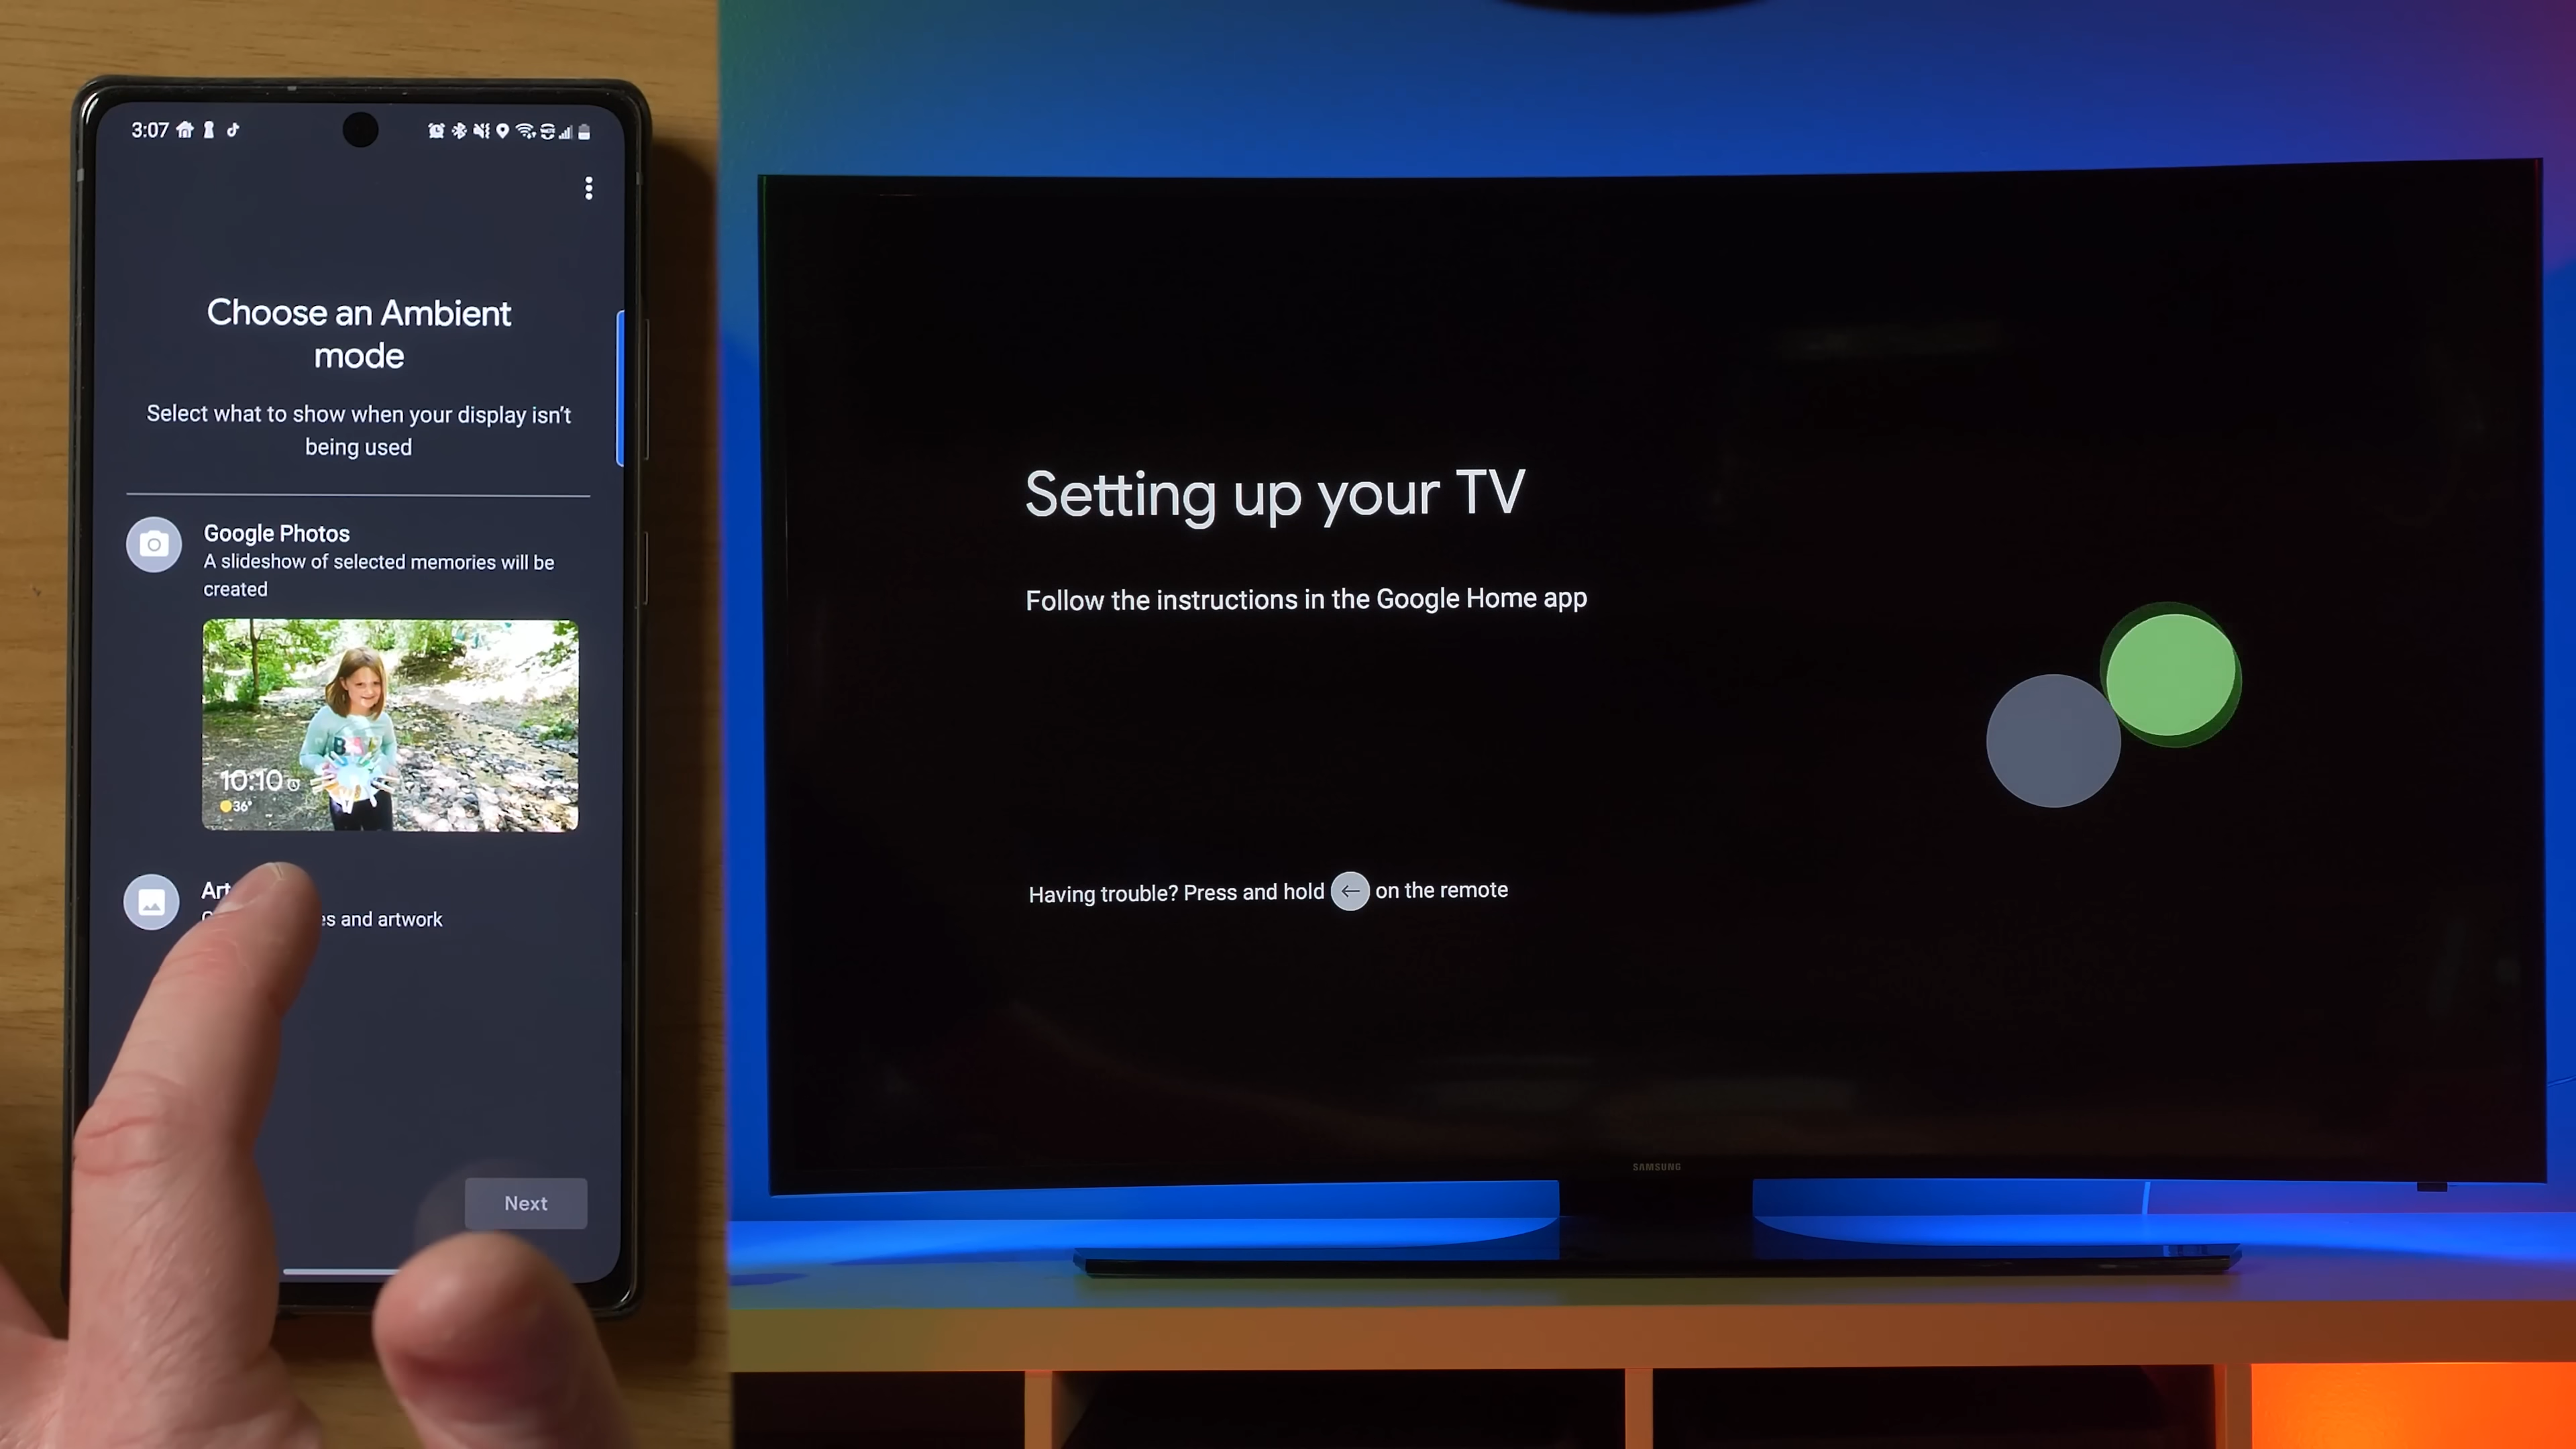 3:07
Choose an Ambient
mode
Select what to show when your display isn't
being used
Google Photos
A slideshow of selected memories will be
created
10:10
36°
Art
and artwork
Next
Setting up your TV
Follow the instructions in the Google Home app
Having trouble? Press and hold ← on the remote
SAMSUNG